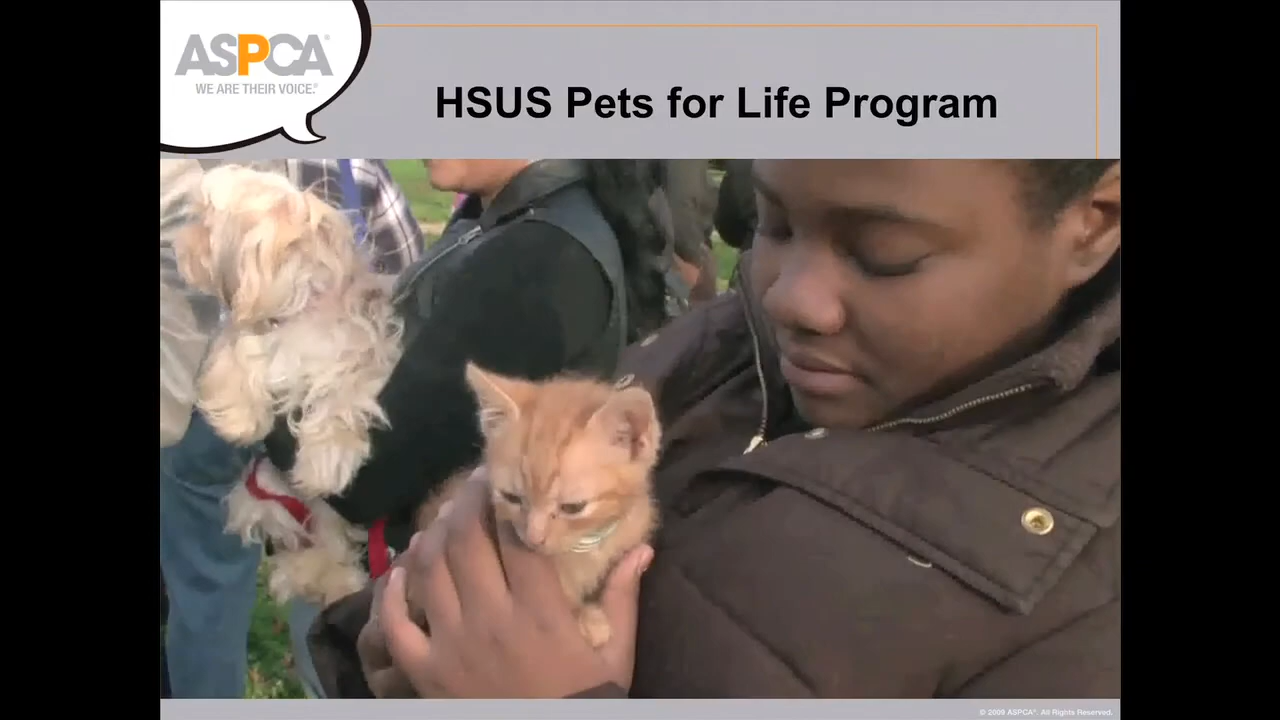 ASPCA®
WE ARE THEIR VOICE.®
HSUS Pets for Life Program
© 2009 ASPCA®. All Rights Reserved.